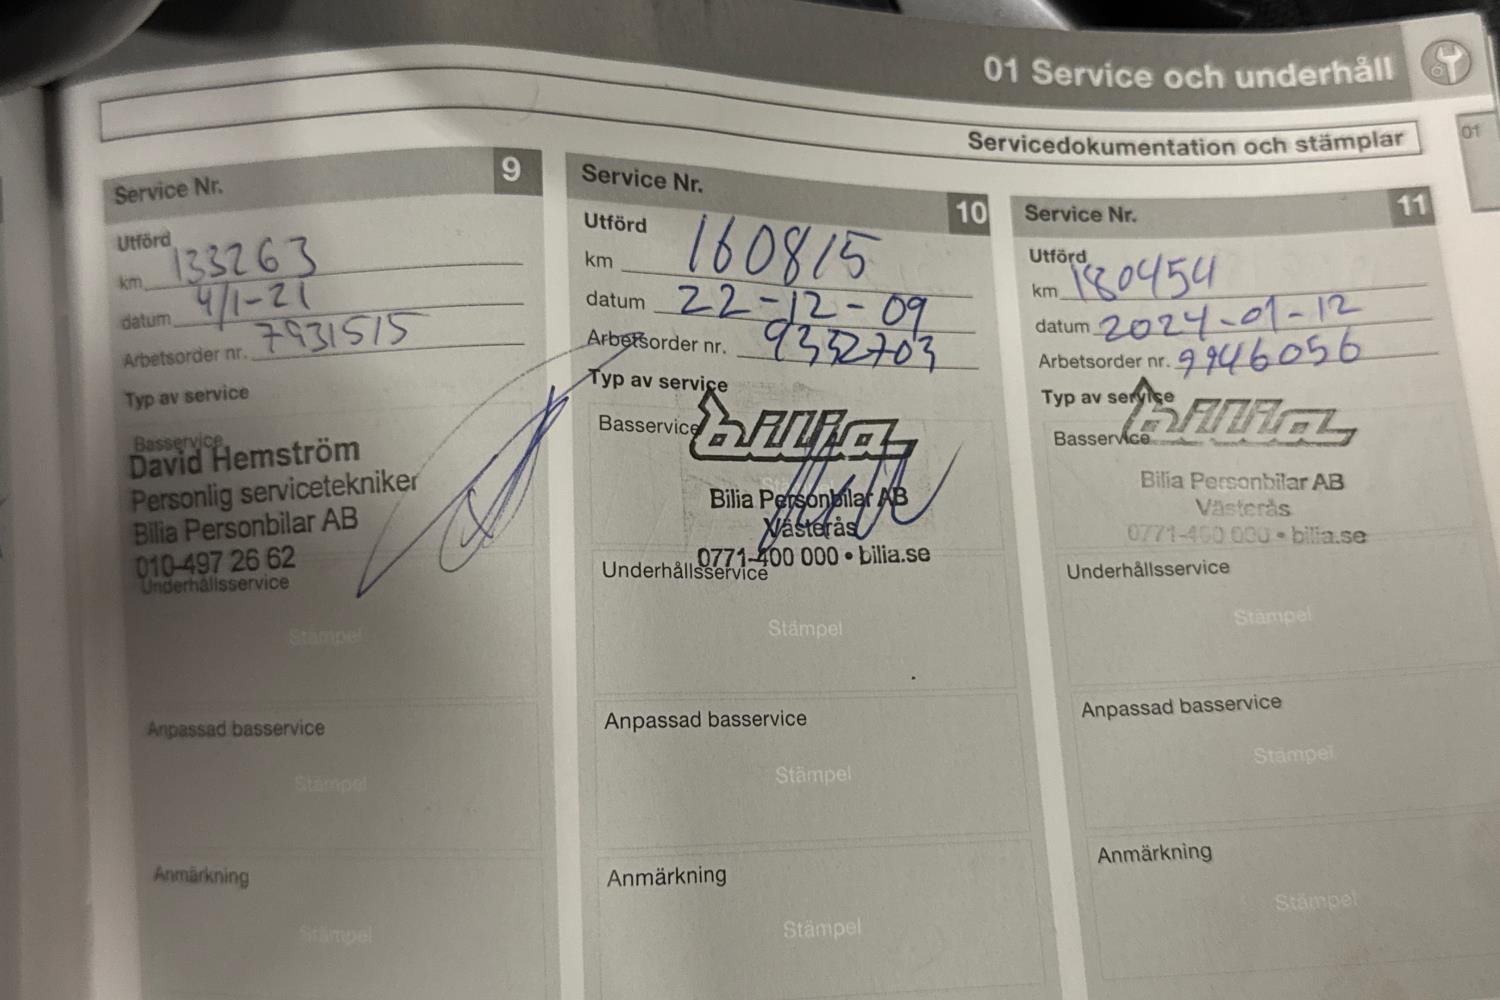 01 Service och underhåll
Servicedokumentation och stämplar
01
Service Nr. 9
Utförd
km 133263
datum 4/1-21
Arbetsorder nr. 7931515
Typ av service
Basservice
David Hemström
Personlig servicetekniker
Bilia Personbilar AB
010-497 26 62
Underhållsservice
Stämpel
Anpassad basservice
Stämpel
Anmärkning
Stämpel
Service Nr. 10
Utförd
km 160815
datum 22-12-09
Arbetsorder nr. 9332703
Typ av service
Basservice
bilia
Bilia Personbilar AB
Västerås
0771-400 000 • bilia.se
Underhållsservice
Stämpel
Anpassad basservice
Stämpel
Anmärkning
Stämpel
Service Nr. 11
Utförd
km 180454
datum 2024-01-12
Arbetsorder nr. 9946056
Typ av service
Basservice
bilia
Bilia Personbilar AB
Västerås
0771-400 000 • bilia.se
Underhållsservice
Stämpel
Anpassad basservice
Stämpel
Anmärkning
Stämpel